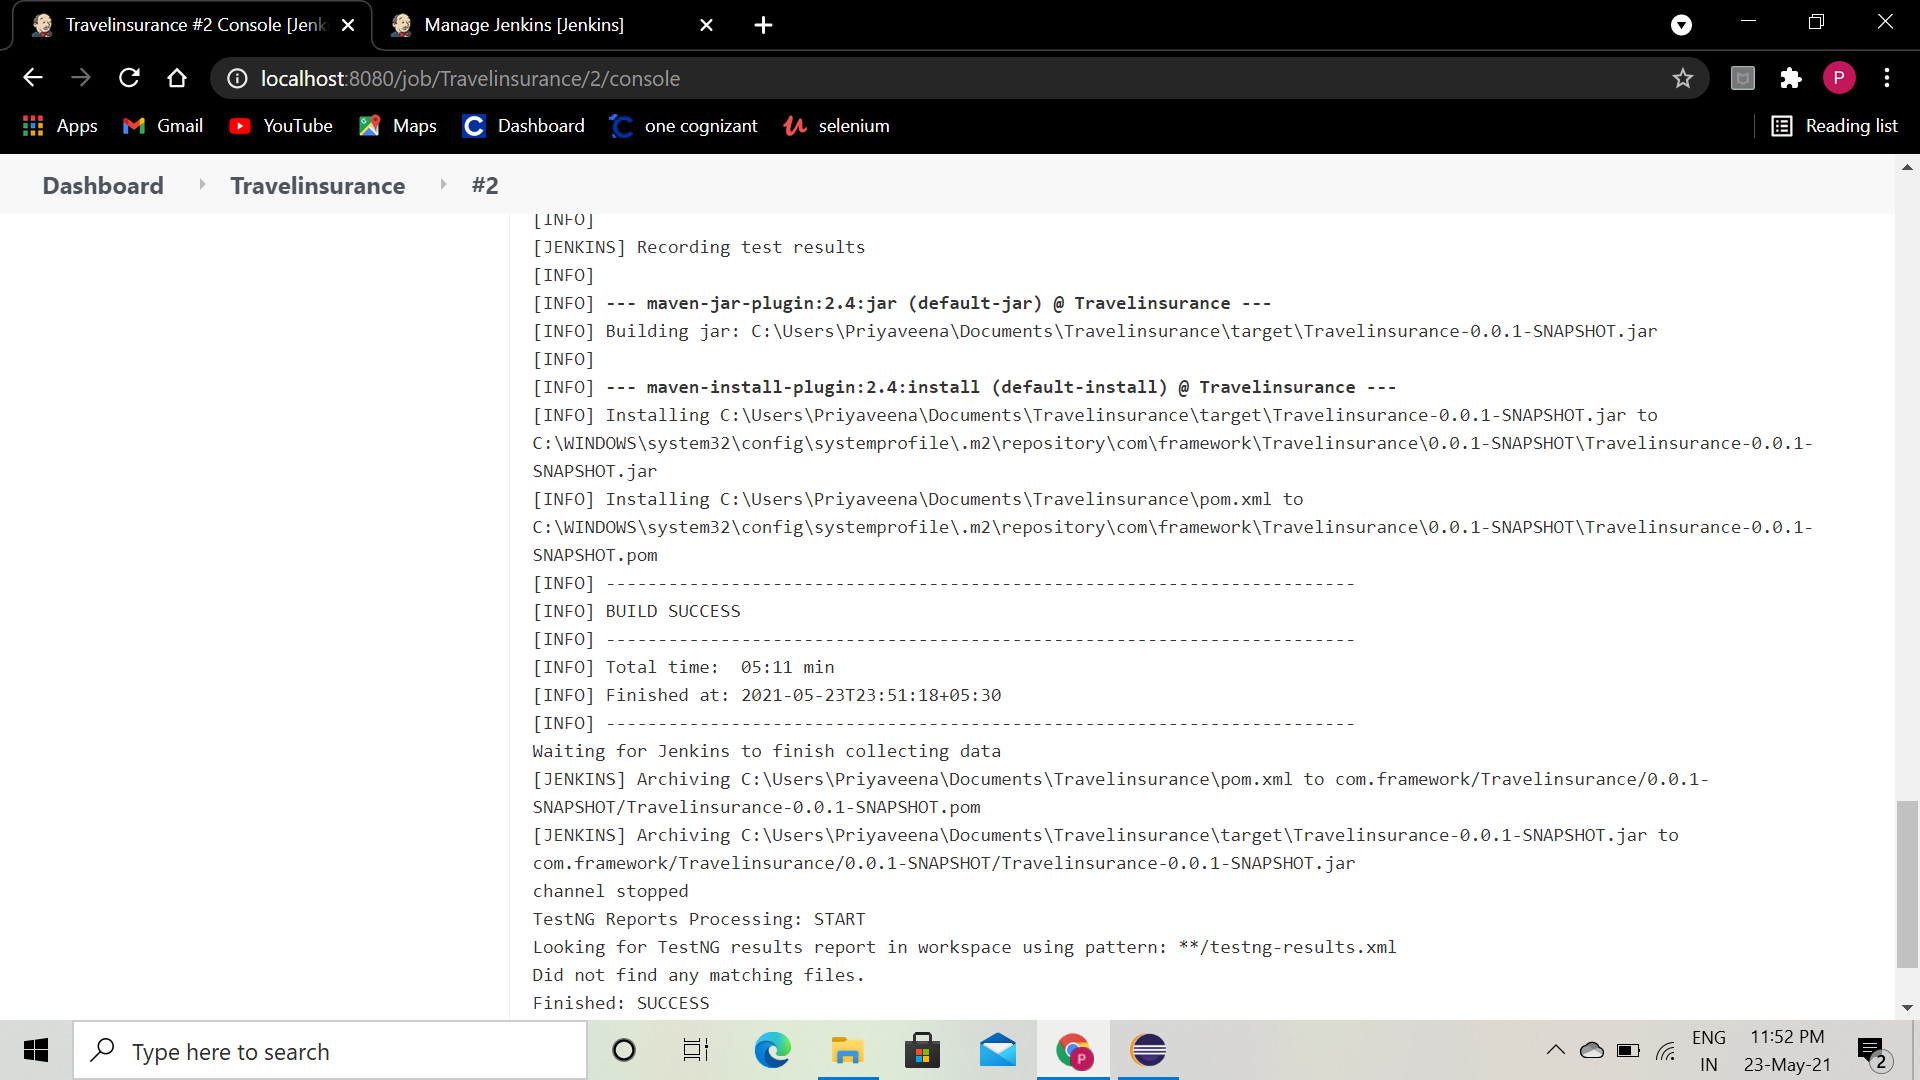 Travelinsurance #2 Console [Jenk
Manage Jenkins [Jenkins]
localhost:8080/job/Travelinsurance/2/console
P
Apps
Gmail
YouTube
Maps
Dashboard
one cognizant
selenium
Reading list
Dashboard
Travelinsurance
#2
[INFO]
[JENKINS] Recording test results
[INFO]
[INFO] --- maven-jar-plugin:2.4:jar (default-jar) @ Travelinsurance ---
[INFO] Building jar: C:\Users\Priyaveena\Documents\Travelinsurance\target\Travelinsurance-0.0.1-SNAPSHOT.jar
[INFO]
[INFO] --- maven-install-plugin:2.4:install (default-install) @ Travelinsurance ---
[INFO] Installing C:\Users\Priyaveena\Documents\Travelinsurance\target\Travelinsurance-0.0.1-SNAPSHOT.jar to
C:\WINDOWS\system32\config\systemprofile\.m2\repository\com\framework\Travelinsurance\0.0.1-SNAPSHOT\Travelinsurance-0.0.1-
SNAPSHOT.jar
[INFO] Installing C:\Users\Priyaveena\Documents\Travelinsurance\pom.xml to
C:\WINDOWS\system32\config\systemprofile\.m2\repository\com\framework\Travelinsurance\0.0.1-SNAPSHOT\Travelinsurance-0.0.1-
SNAPSHOT.pom
[INFO] ------------------------------------------------------------------------
[INFO] BUILD SUCCESS
[INFO] ------------------------------------------------------------------------
[INFO] Total time:  05:11 min
[INFO] Finished at: 2021-05-23T23:51:18+05:30
[INFO] ------------------------------------------------------------------------
Waiting for Jenkins to finish collecting data
[JENKINS] Archiving C:\Users\Priyaveena\Documents\Travelinsurance\pom.xml to com.framework/Travelinsurance/0.0.1-
SNAPSHOT/Travelinsurance-0.0.1-SNAPSHOT.pom
[JENKINS] Archiving C:\Users\Priyaveena\Documents\Travelinsurance\target\Travelinsurance-0.0.1-SNAPSHOT.jar to
com.framework/Travelinsurance/0.0.1-SNAPSHOT/Travelinsurance-0.0.1-SNAPSHOT.jar
channel stopped
TestNG Reports Processing: START
Looking for TestNG results report in workspace using pattern: **/testng-results.xml
Did not find any matching files.
Finished: SUCCESS
Type here to search
P
ENG
IN
11:52 PM
23-May-21
2